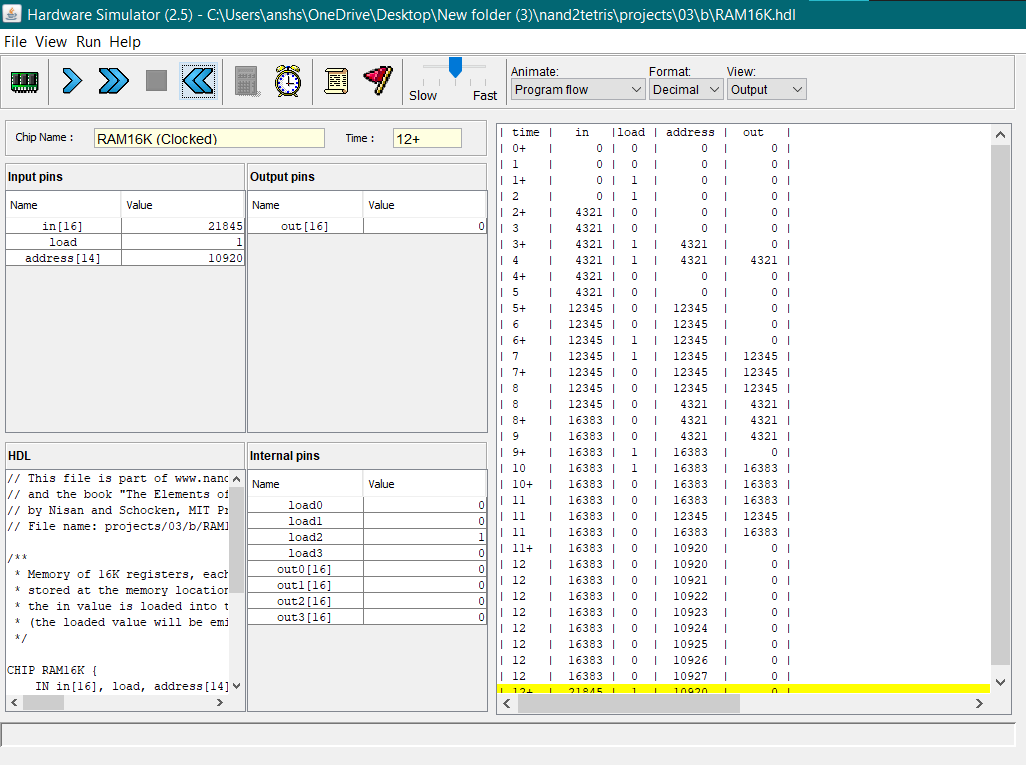 Hardware Simulator (2.5) - C:\Users\anshs\OneDrive\Desktop\New folder (3)\nand2tetris\projects\03\b\RAM16K.hdl
File View Run Help
Slow Fast
Animate: Format: View:
Program flow Decimal Output
Chip Name : RAM16K (Clocked) Time : 12+
Input pins
Name Value
in[16] 21845
load 1
address[14] 10920
Output pins
Name Value
out[16] 0
HDL
// This file is part of www.nand
// and the book "The Elements of
// by Nisan and Schocken, MIT Pr
// File name: projects/03/b/RAM1
/**
* Memory of 16K registers, each
* stored at the memory location
* the in value is loaded into t
* (the loaded value will be emi
*/
CHIP RAM16K {
IN in[16], load, address[14]
Internal pins
Name Value
load0 0
load1 0
load2 1
load3 0
out0[16] 0
out1[16] 0
out2[16] 0
out3[16] 0
| time | in |load | address | out |
| 0+ | 0 | 0 | 0 | 0 |
| 1 | 0 | 0 | 0 | 0 |
| 1+ | 0 | 1 | 0 | 0 |
| 2 | 0 | 1 | 0 | 0 |
| 2+ | 4321 | 0 | 0 | 0 |
| 3 | 4321 | 0 | 0 | 0 |
| 3+ | 4321 | 1 | 4321 | 0 |
| 4 | 4321 | 1 | 4321 | 4321 |
| 4+ | 4321 | 0 | 0 | 0 |
| 5 | 4321 | 0 | 0 | 0 |
| 5+ | 12345 | 0 | 12345 | 0 |
| 6 | 12345 | 0 | 12345 | 0 |
| 6+ | 12345 | 1 | 12345 | 0 |
| 7 | 12345 | 1 | 12345 | 12345 |
| 7+ | 12345 | 0 | 12345 | 12345 |
| 8 | 12345 | 0 | 12345 | 12345 |
| 8 | 12345 | 0 | 4321 | 4321 |
| 8+ | 16383 | 0 | 4321 | 4321 |
| 9 | 16383 | 0 | 4321 | 4321 |
| 9+ | 16383 | 1 | 16383 | 0 |
| 10 | 16383 | 1 | 16383 | 16383 |
| 10+ | 16383 | 0 | 16383 | 16383 |
| 11 | 16383 | 0 | 16383 | 16383 |
| 11 | 16383 | 0 | 12345 | 12345 |
| 11 | 16383 | 0 | 16383 | 16383 |
| 11+ | 16383 | 0 | 10920 | 0 |
| 12 | 16383 | 0 | 10920 | 0 |
| 12 | 16383 | 0 | 10921 | 0 |
| 12 | 16383 | 0 | 10922 | 0 |
| 12 | 16383 | 0 | 10923 | 0 |
| 12 | 16383 | 0 | 10924 | 0 |
| 12 | 16383 | 0 | 10925 | 0 |
| 12 | 16383 | 0 | 10926 | 0 |
| 12 | 16383 | 0 | 10927 | 0 |
| 12+ | 21845 | 1 | 10920 | 0 |